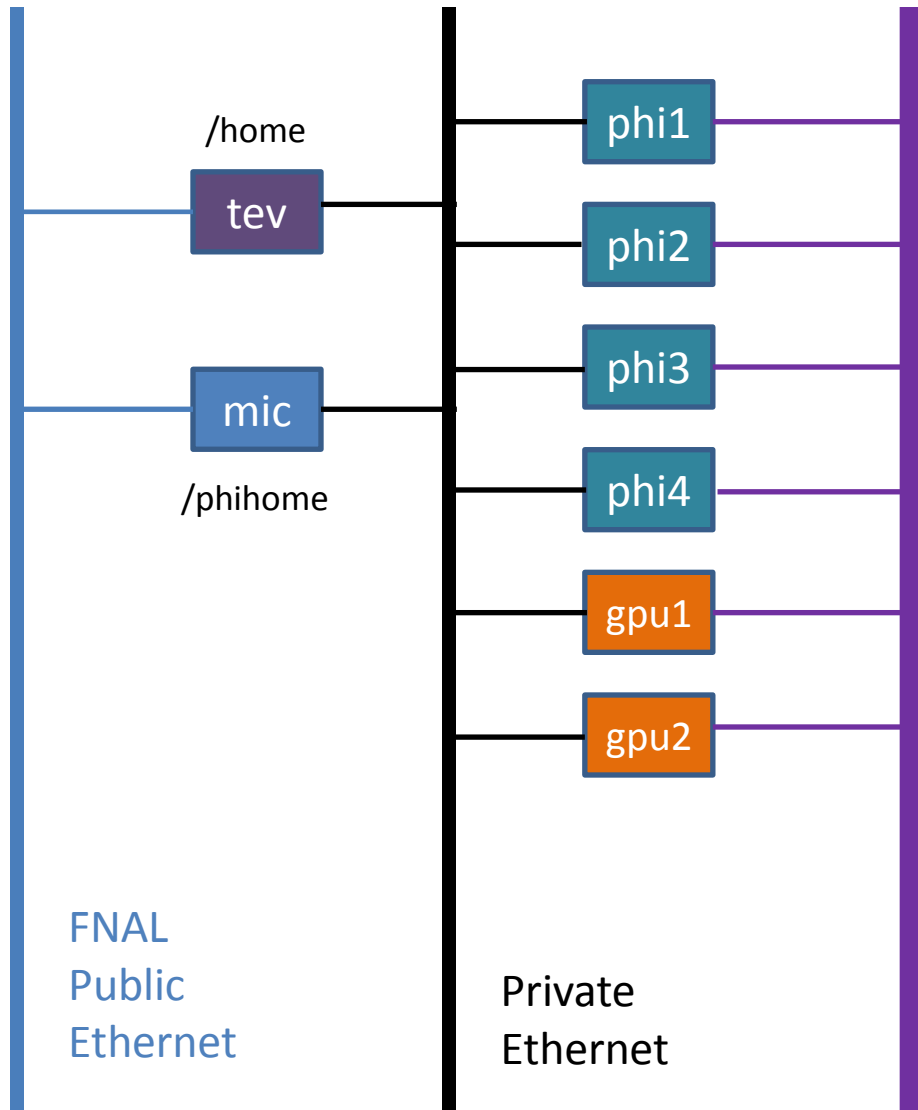 /home
tev
mic
/phihome
phi1
phi2
phi3
phi4
gpu1
gpu2
FNAL
Public
Ethernet
Private
Ethernet